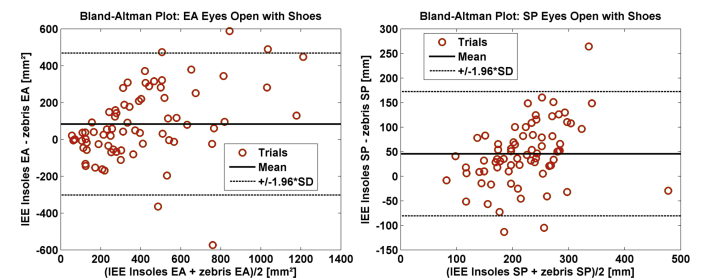 Bland-Altman Plot: EA Eyes Open with Shoes
IEE Insoles EA - zebris EA [mm²]
600
400
200
0
-200
-400
-600
Trials
Mean
+/-1.96*SD
0 200 400 600 800 1000 1200 1400
(IEE Insoles EA + zebris EA)/2 [mm²]
Bland-Altman Plot: SP Eyes Open with Shoes
IEE Insoles SP - zebris SP [mm]
300
250
200
150
100
50
0
-50
-100
-150
Trials
Mean
+/-1.96*SD
0 100 200 300 400 500
(IEE Insoles SP + zebris SP)/2 [mm]